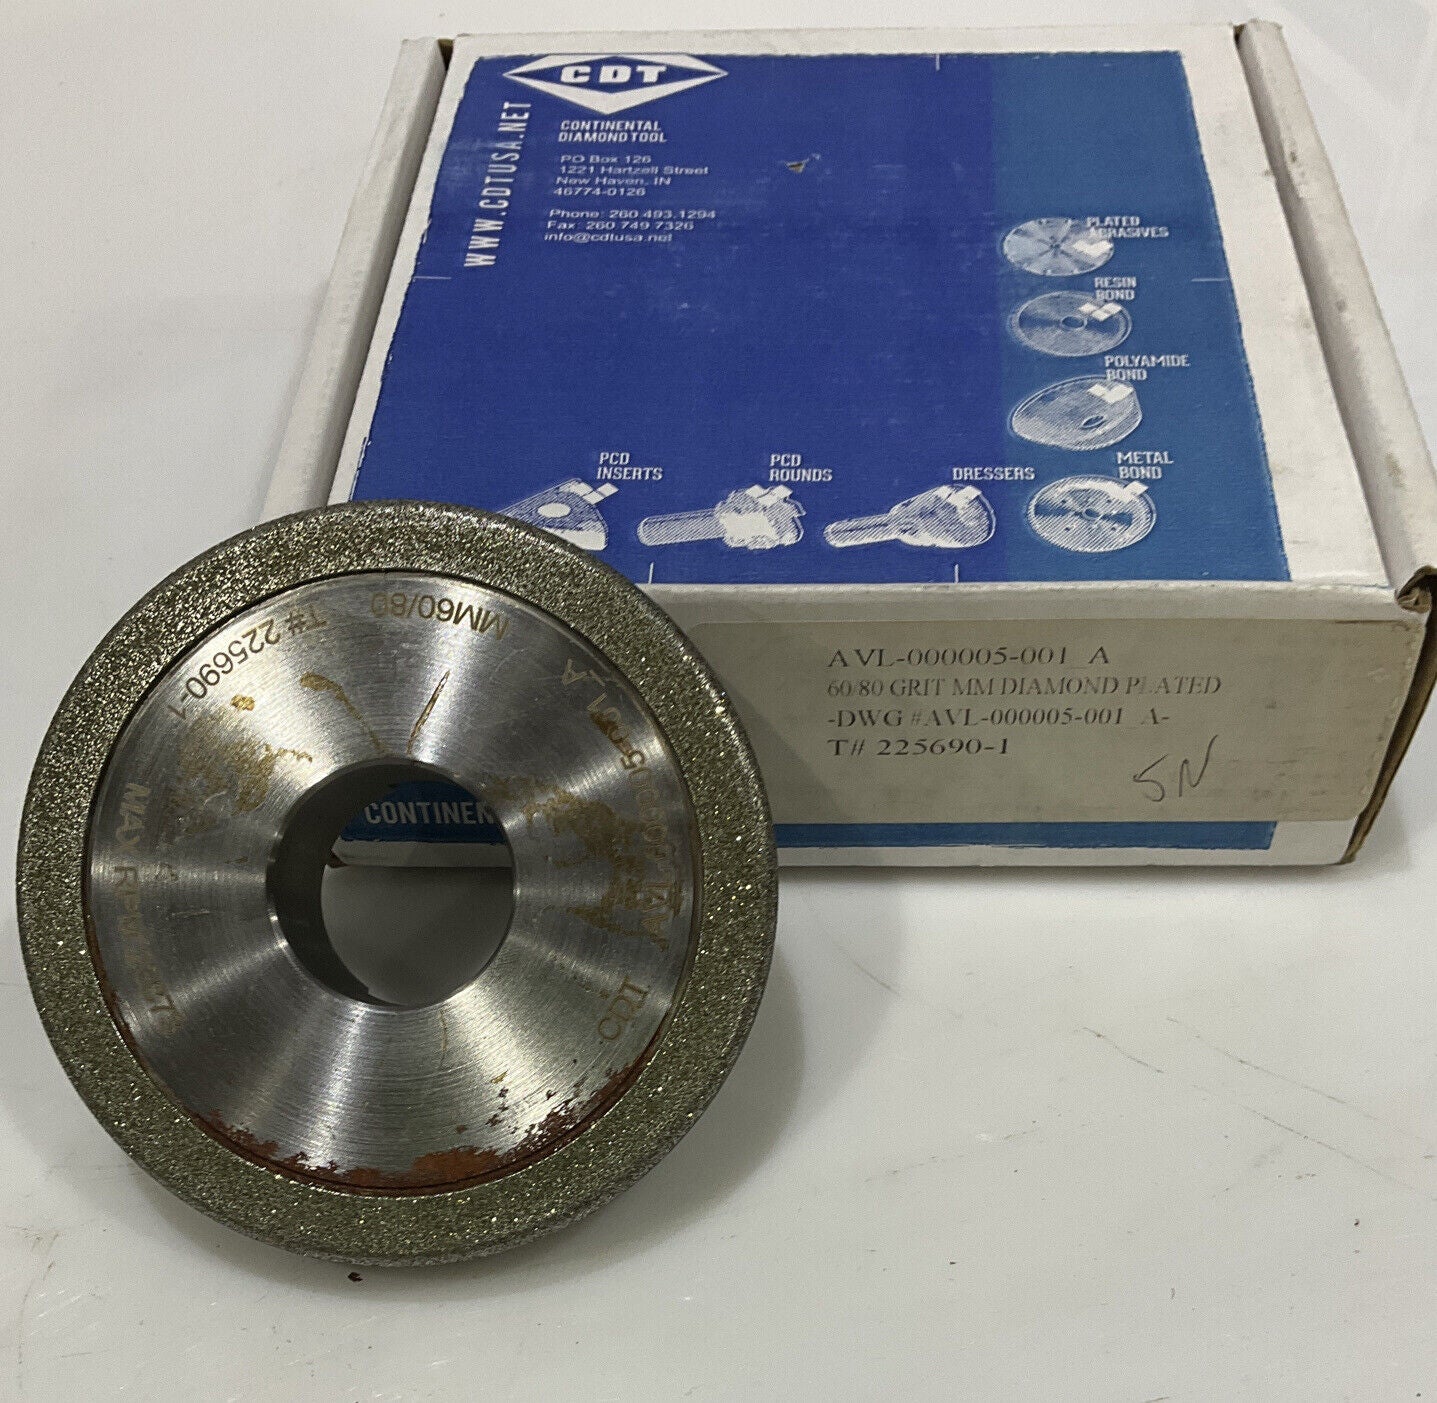 CDT
CONTINENTAL
DIAMOND TOOL
PO Box 126
1221 Hartzell Street
New Haven, IN
46774-0126
Phone: 260.493.1294
Fax: 260 749 7326
info@cdtusa.net
WWW.CDTUSA.NET
PLATED
ABRASIVES
RESIN
BOND
POLYAMIDE
BOND
METAL
BOND
PCD
INSERTS
PCD
ROUNDS
DRESSERS
AVL-000005-001_A
60/80 GRIT MM DIAMOND PLATED
-DWG #AVL-000005-001_A-
T# 225690-1
5N
CONTINEN
MM60/80
T# 225690-1
MAX RPM
CDT